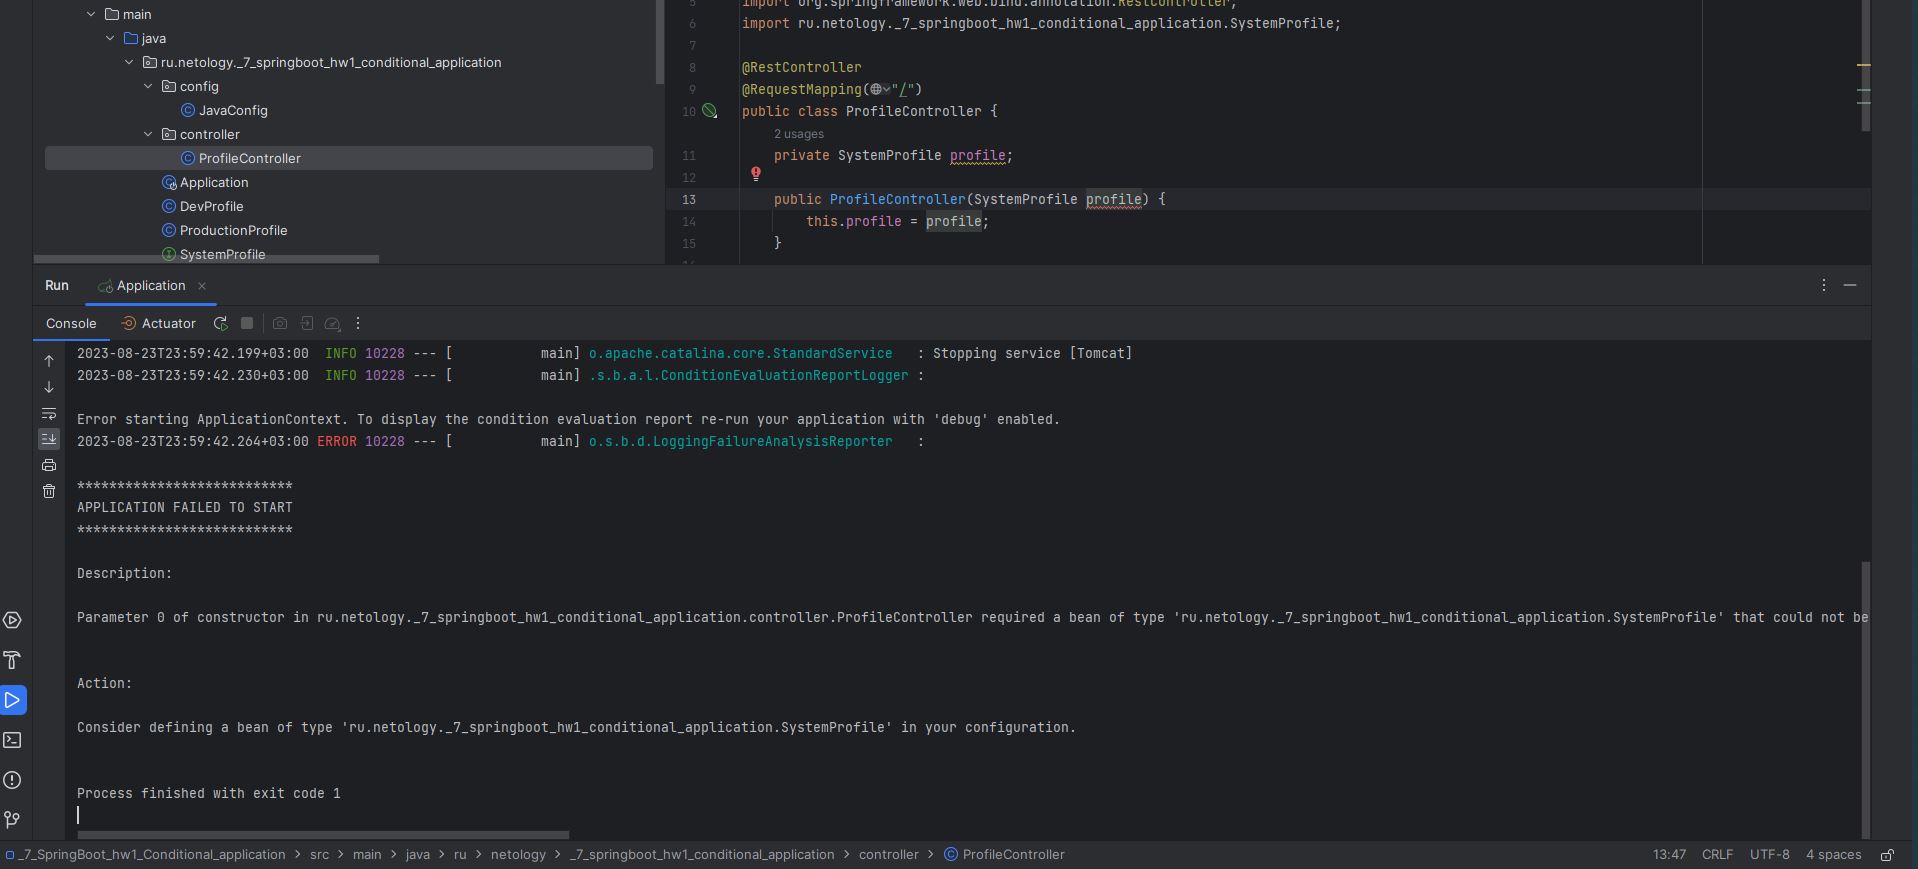 main
java
ru.netology._7_springboot_hw1_conditional_application
config
JavaConfig
controller
ProfileController
Application
DevProfile
ProductionProfile
SystemProfile
5 import org.springframework.web.bind.annotation.RestController;
6 import ru.netology._7_springboot_hw1_conditional_application.SystemProfile;
7
8 @RestController
9 @RequestMapping("/")
10 public class ProfileController {
2 usages
11 private SystemProfile profile;
12
13 public ProfileController(SystemProfile profile) {
14 this.profile = profile;
15 }
Run Application
Console Actuator
2023-08-23T23:59:42.199+03:00  INFO 10228 --- [           main] o.apache.catalina.core.StandardService   : Stopping service [Tomcat]
2023-08-23T23:59:42.230+03:00  INFO 10228 --- [           main] .s.b.a.l.ConditionEvaluationReportLogger :
Error starting ApplicationContext. To display the condition evaluation report re-run your application with 'debug' enabled.
2023-08-23T23:59:42.264+03:00 ERROR 10228 --- [           main] o.s.b.d.LoggingFailureAnalysisReporter   :
***************************
APPLICATION FAILED TO START
***************************
Description:
Parameter 0 of constructor in ru.netology._7_springboot_hw1_conditional_application.controller.ProfileController required a bean of type 'ru.netology._7_springboot_hw1_conditional_application.SystemProfile' that could not be
Action:
Consider defining a bean of type 'ru.netology._7_springboot_hw1_conditional_application.SystemProfile' in your configuration.
Process finished with exit code 1
_7_SpringBoot_hw1_Conditional_application > src > main > java > ru > netology > _7_springboot_hw1_conditional_application > controller > ProfileController 13:47 CRLF UTF-8 4 spaces